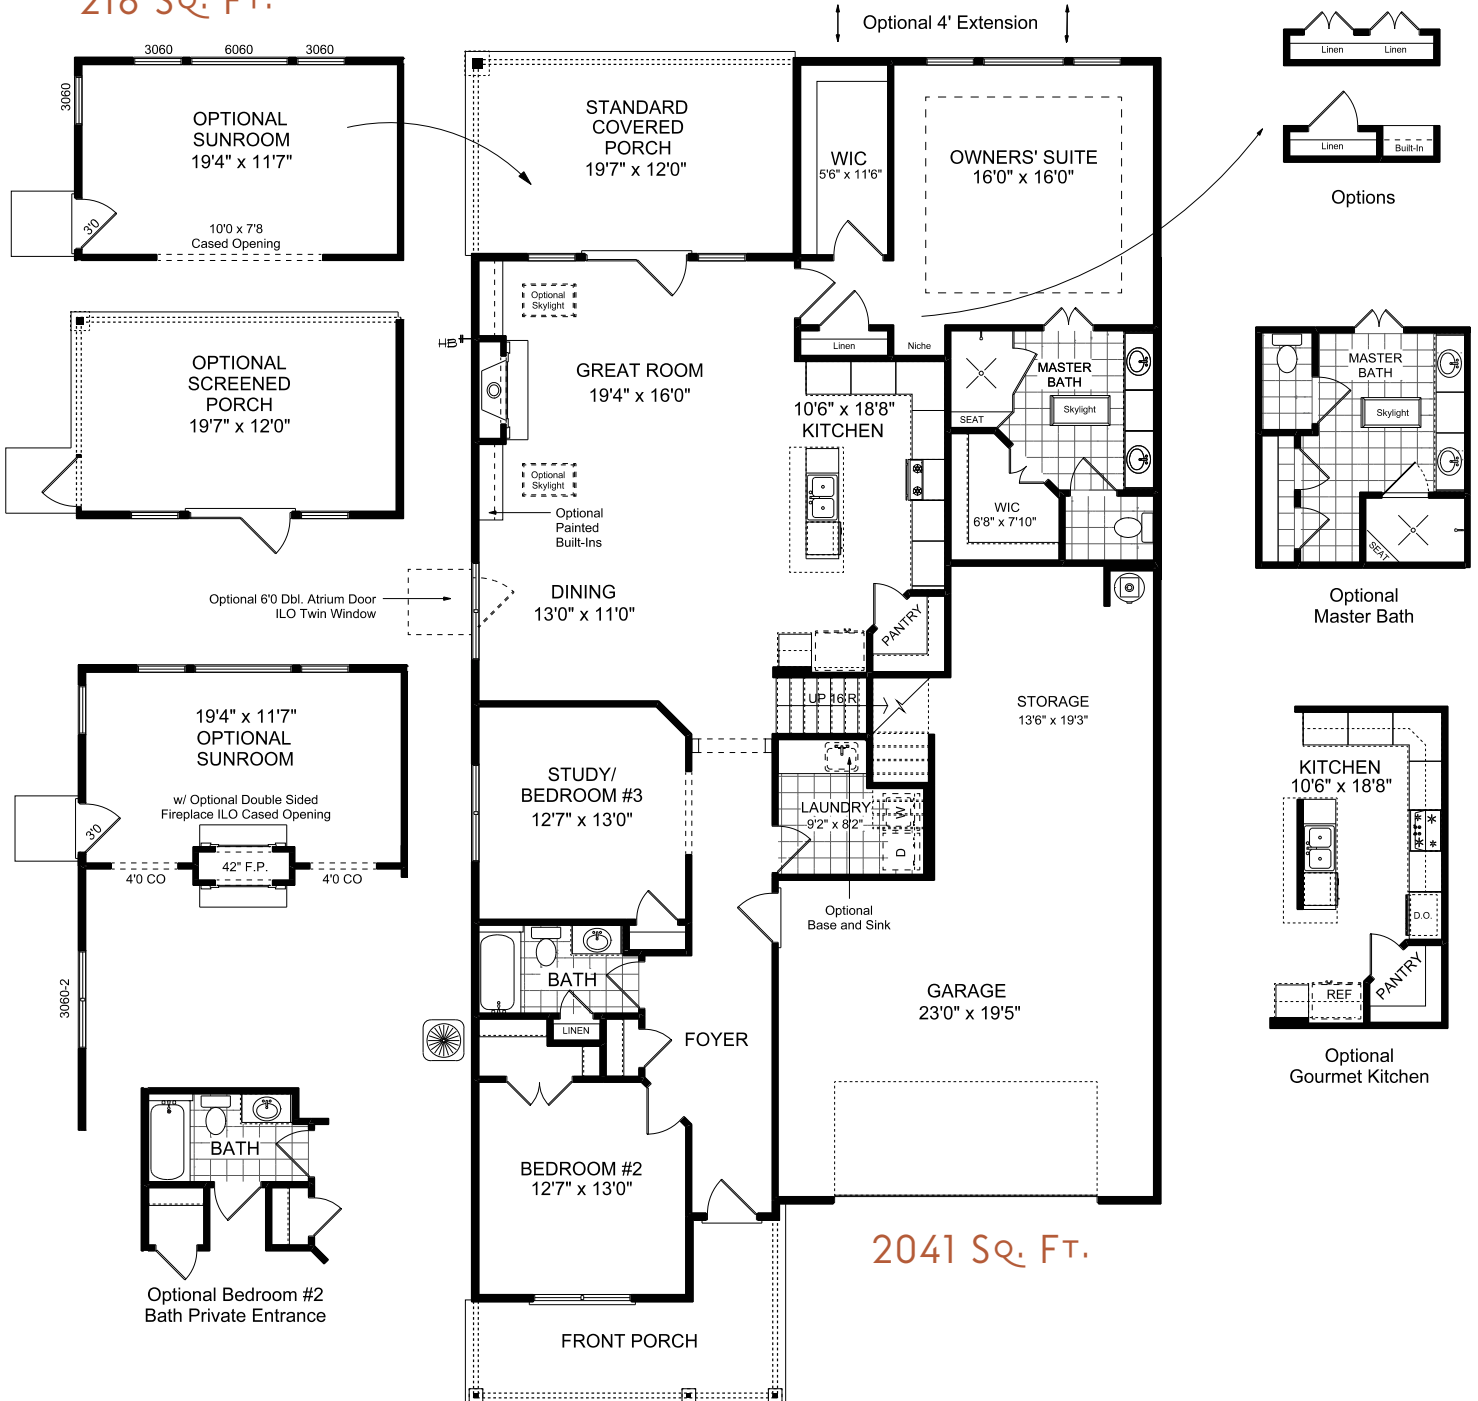 218 Sq. Ft.
3060
6060
3060
3060
OPTIONAL
SUNROOM
19'4" x 11'7"
3'0
10'0 x 7'8
Cased Opening
OPTIONAL
SCREENED
PORCH
19'7" x 12'0"
Optional 6'0 Dbl. Atrium Door
ILO Twin Window
19'4" x 11'7"
OPTIONAL
SUNROOM
w/ Optional Double Sided
Fireplace ILO Cased Opening
3'0
42" F.P.
4'0 CO
4'0 CO
3060-2
BATH
Optional Bedroom #2
Bath Private Entrance
Optional 4' Extension
STANDARD
COVERED
PORCH
19'7" x 12'0"
WIC
5'6" x 11'6"
OWNERS' SUITE
16'0" x 16'0"
Optional
Skylight
HB
GREAT ROOM
19'4" x 16'0"
Linen
Niche
MASTER
BATH
SEAT
Skylight
10'6" x 18'8"
KITCHEN
Optional
Skylight
Optional
Painted
Built-Ins
WIC
6'8" x 7'10"
DINING
13'0" x 11'0"
PANTRY
UP 16 R
STORAGE
13'6" x 19'3"
STUDY/
BEDROOM #3
12'7" x 13'0"
LAUNDRY
9'2" x 8'2"
W
D
Optional
Base and Sink
BATH
LINEN
FOYER
GARAGE
23'0" x 19'5"
BEDROOM #2
12'7" x 13'0"
2041 Sq. Ft.
FRONT PORCH
Linen
Linen
Linen
Built-In
Options
MASTER
BATH
Skylight
SEAT
Optional
Master Bath
KITCHEN
10'6" x 18'8"
D.O.
PANTRY
REF
Optional
Gourmet Kitchen